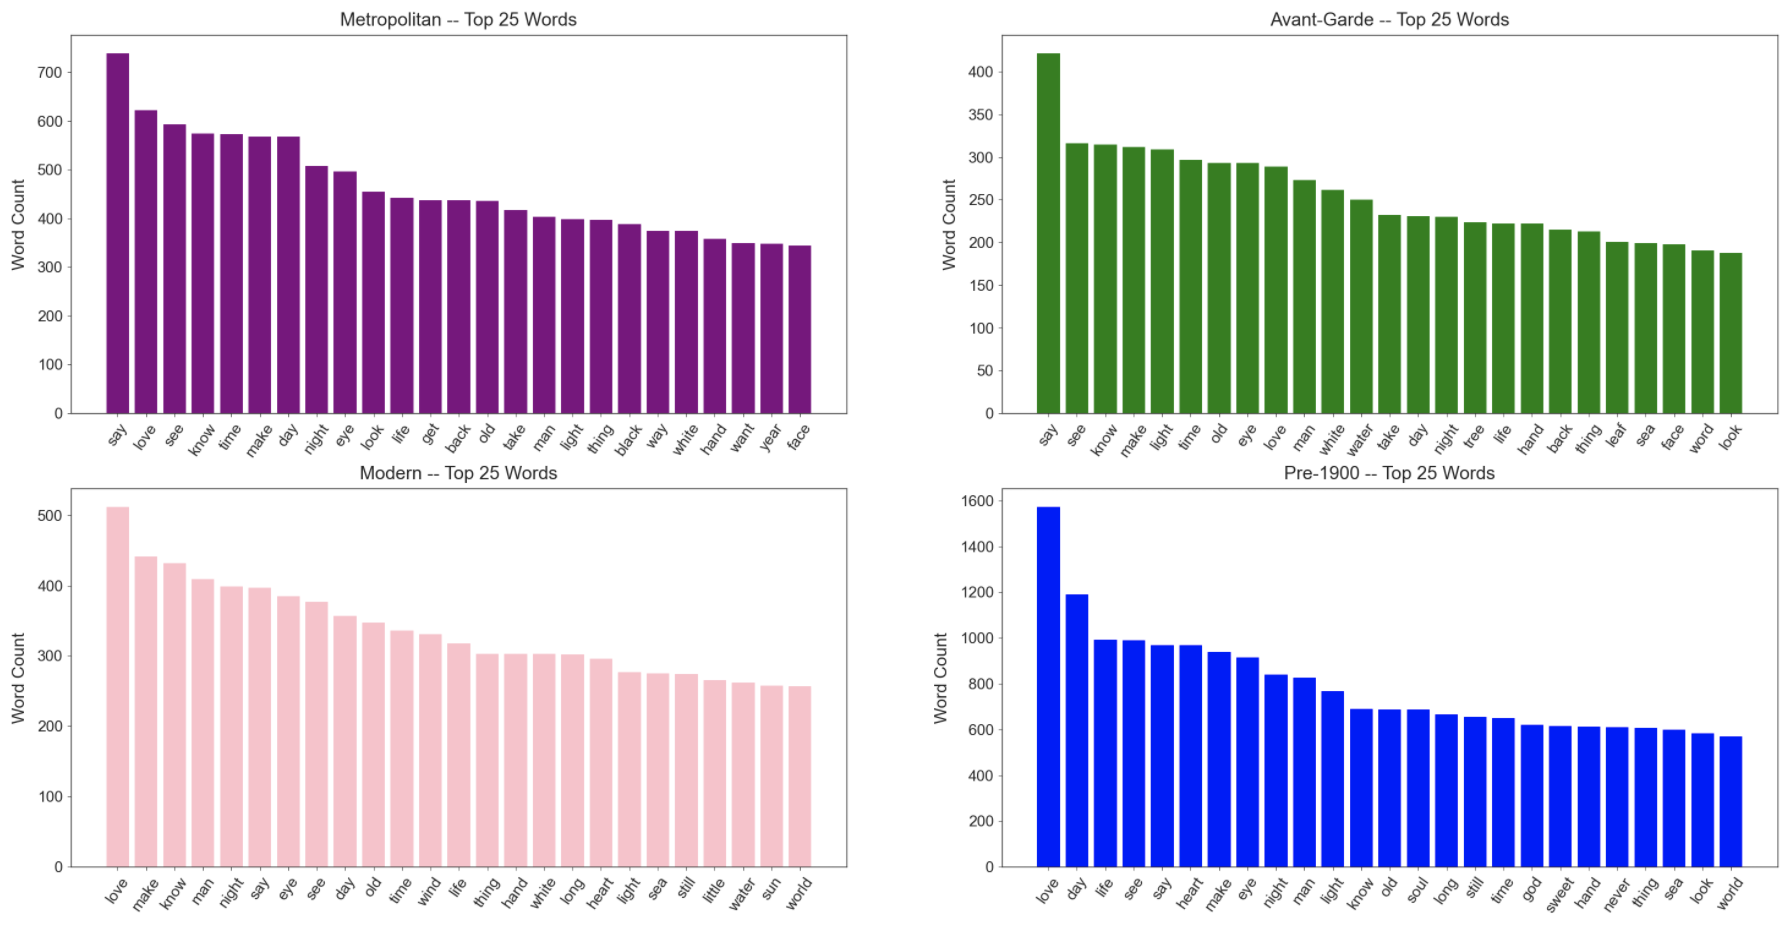 Metropolitan -- Top 25 Words
Word Count
700
600
500
400
300
200
100
0
say love see know time make day night eye look life get back old take man light thing black way white hand want year face
Avant-Garde -- Top 25 Words
Word Count
400
350
300
250
200
150
100
50
0
say see know make light time old eye love man white water take day night tree life hand back thing leaf sea face word look
Modern -- Top 25 Words
Word Count
500
400
300
200
100
0
love make know man night say eye see day old time wind life thing hand white long heart light sea still little water sun world
Pre-1900 -- Top 25 Words
Word Count
1600
1400
1200
1000
800
600
400
200
0
love day life see say heart make eye night man light know old soul long still time god sweet hand never thing sea look world